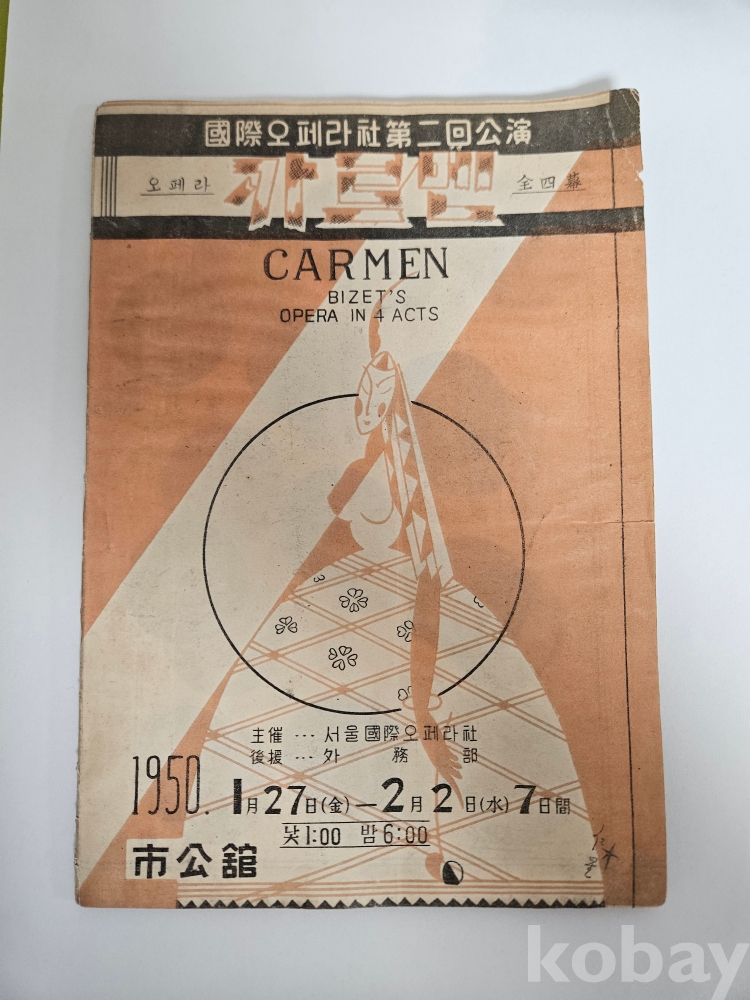 國際오페라社第二回公演
오페라 카르멘 全四幕
CARMEN
BIZET'S
OPERA IN 4 ACTS
主催 … 서울國際오페라社
後援 … 外務部
1950. 1月27日(金)—2月2日(水)7日間
낮1:00 밤6:00
市公舘
kobay